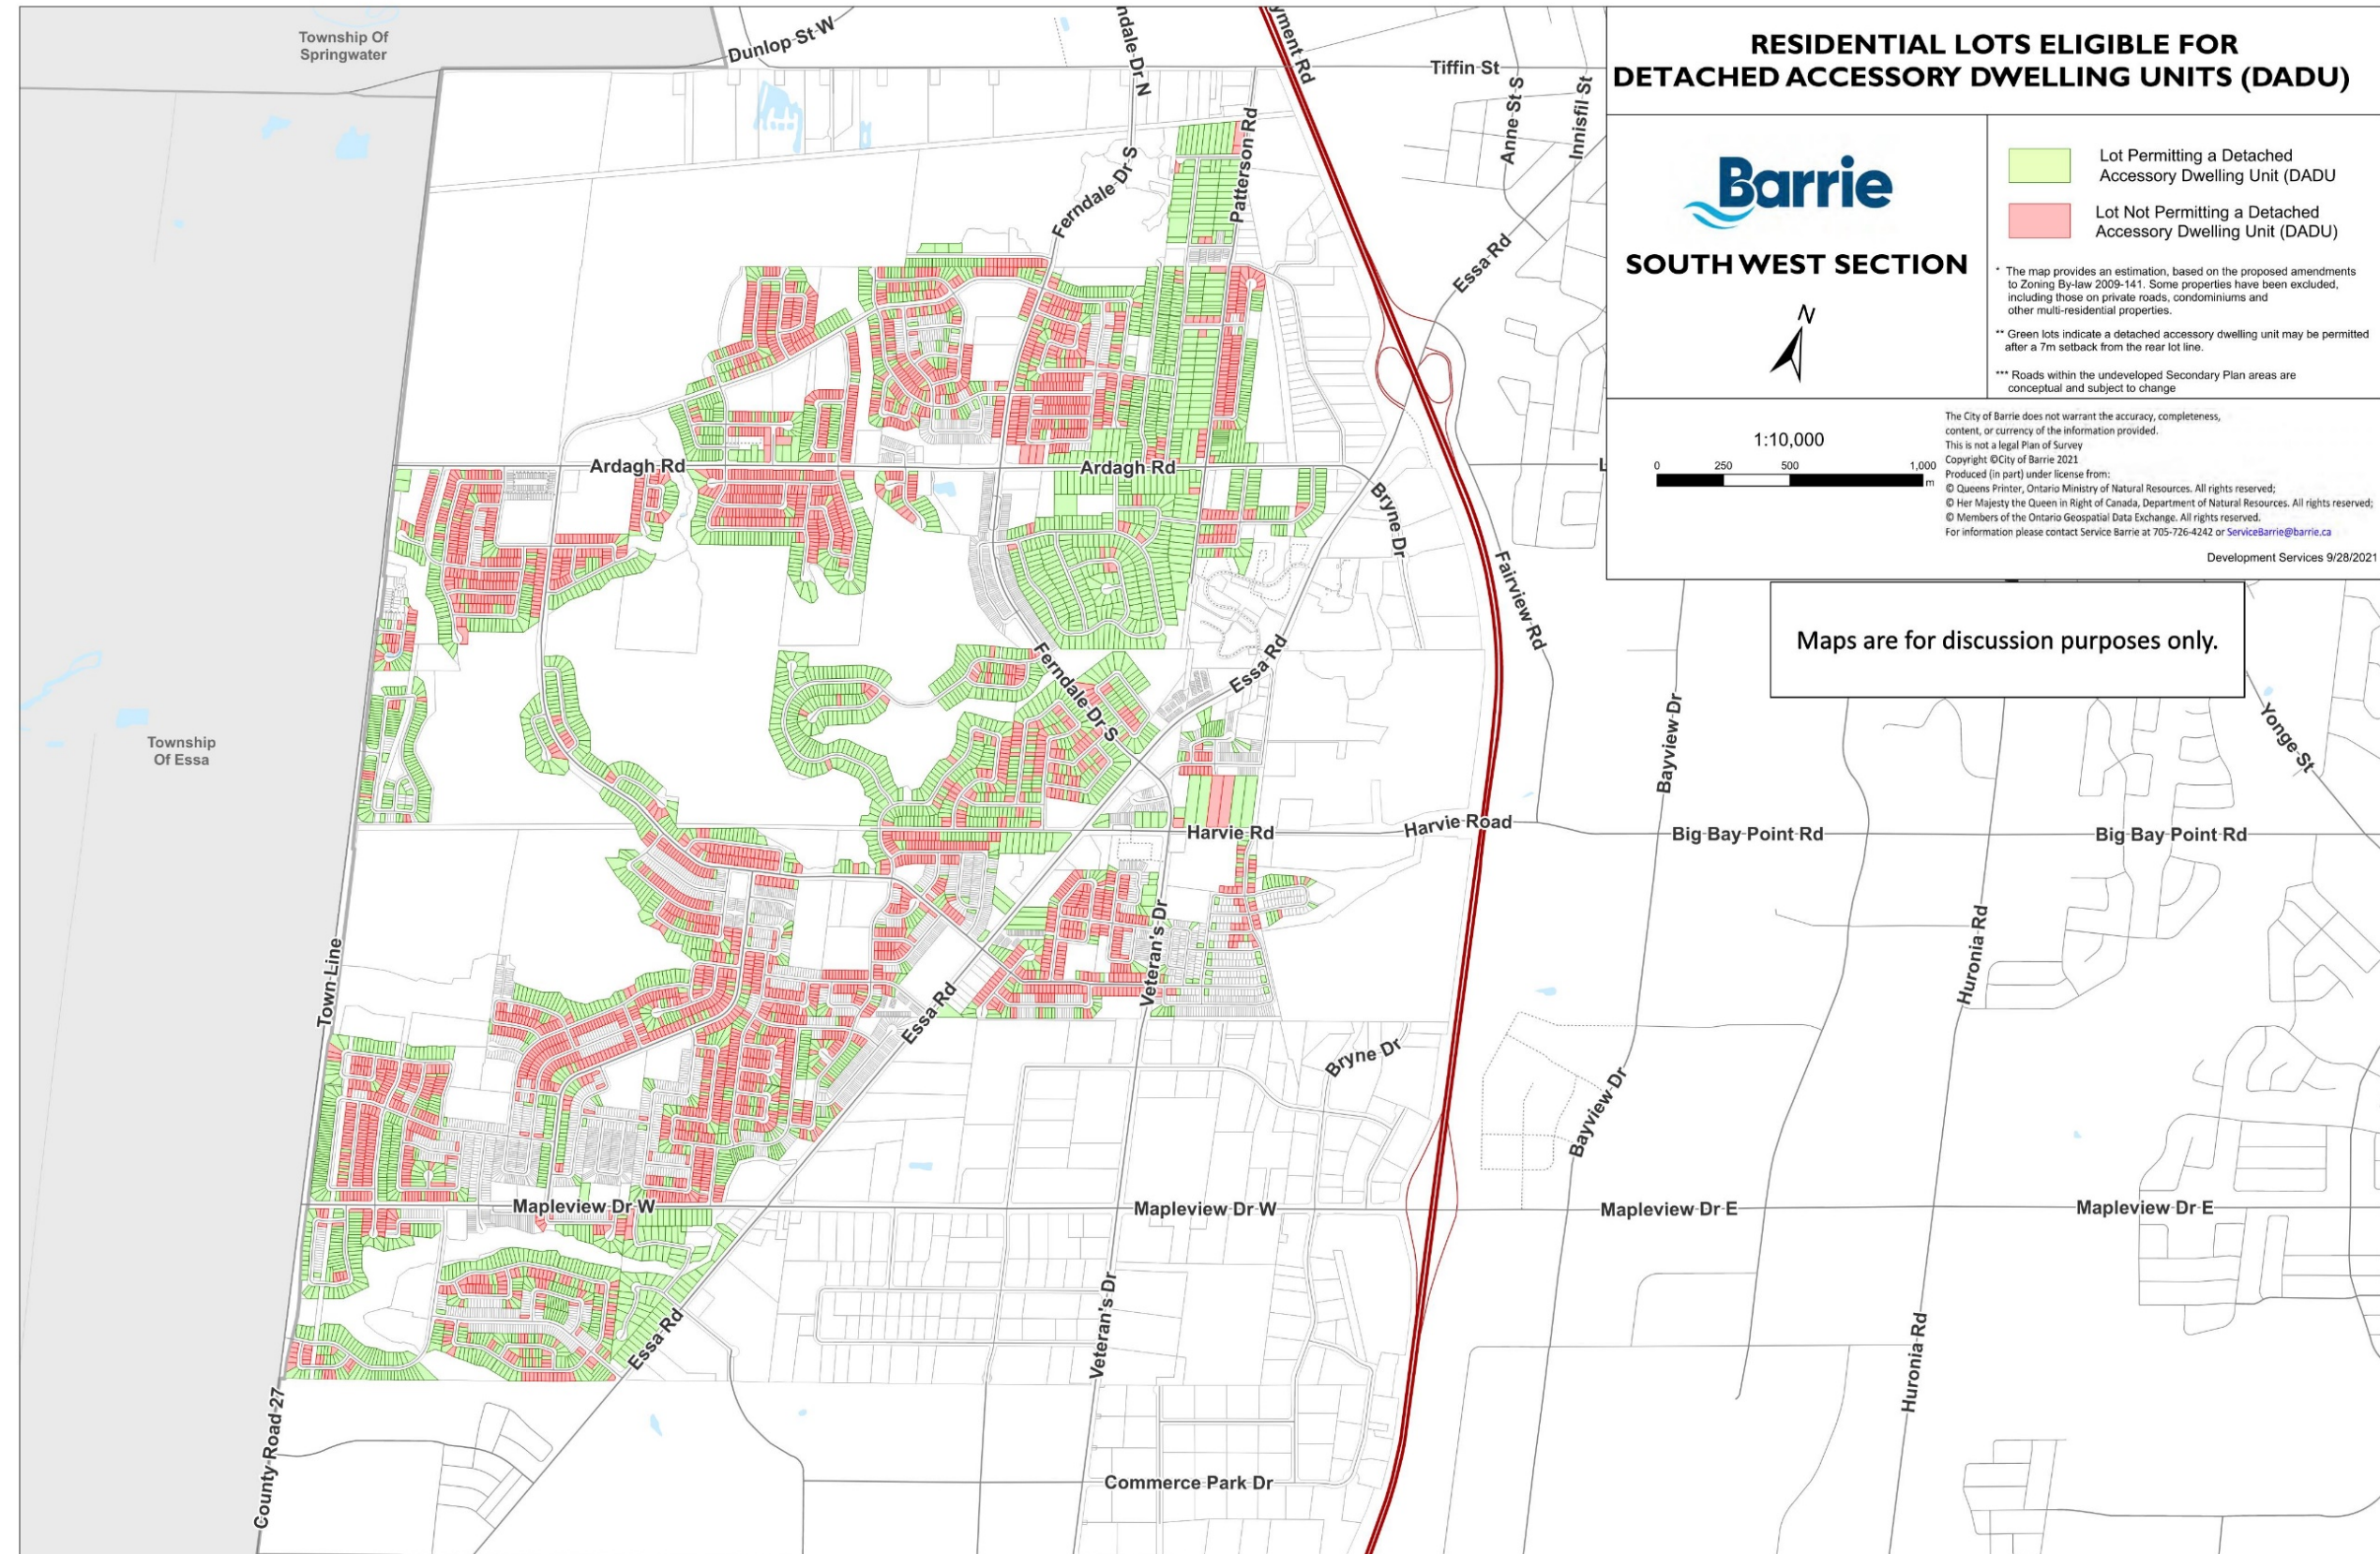 RESIDENTIAL LOTS ELIGIBLE FOR
DETACHED ACCESSORY DWELLING UNITS (DADU)
Barrie
SOUTH WEST SECTION
N
1:10,000
0 250 500 1,000
m
Lot Permitting a Detached
Accessory Dwelling Unit (DADU
Lot Not Permitting a Detached
Accessory Dwelling Unit (DADU)
* The map provides an estimation, based on the proposed amendments
to Zoning By-law 2009-141. Some properties have been excluded,
including those on private roads, condominiums and
other multi-residential properties.
** Green lots indicate a detached accessory dwelling unit may be permitted
after a 7m setback from the rear lot line.
*** Roads within the undeveloped Secondary Plan areas are
conceptual and subject to change
The City of Barrie does not warrant the accuracy, completeness,
content, or currency of the information provided.
This is not a legal Plan of Survey
Copyright ©City of Barrie 2021
Produced (in part) under license from:
© Queens Printer, Ontario Ministry of Natural Resources. All rights reserved;
© Her Majesty the Queen in Right of Canada, Department of Natural Resources. All rights reserved;
© Members of the Ontario Geospatial Data Exchange. All rights reserved.
For information please contact Service Barrie at 705-726-4242 or ServiceBarrie@barrie.ca
Development Services 9/28/2021
Maps are for discussion purposes only.
Township Of
Springwater
Dunlop St W
ndale Dr N
yment Rd
Tiffin St
Anne St S
Innisfil St
Patterson Rd
Ferndale Dr S
Essa Rd
Ardagh Rd
Ardagh Rd
L
Bryne Dr
Fairview Rd
Essa Rd
Ferndale Dr S
Township
Of Essa
Bayview Dr
Yonge St
Harvie Rd
Harvie Road
Big Bay Point Rd
Big Bay Point Rd
Veteran's Dr
Town Line
Essa Rd
Huronia Rd
Bryne Dr
Bayview Dr
Mapleview Dr W
Mapleview Dr W
Mapleview Dr E
Mapleview Dr E
Essa Rd
Veteran's Dr
Huronia Rd
County Road 27
Commerce Park Dr